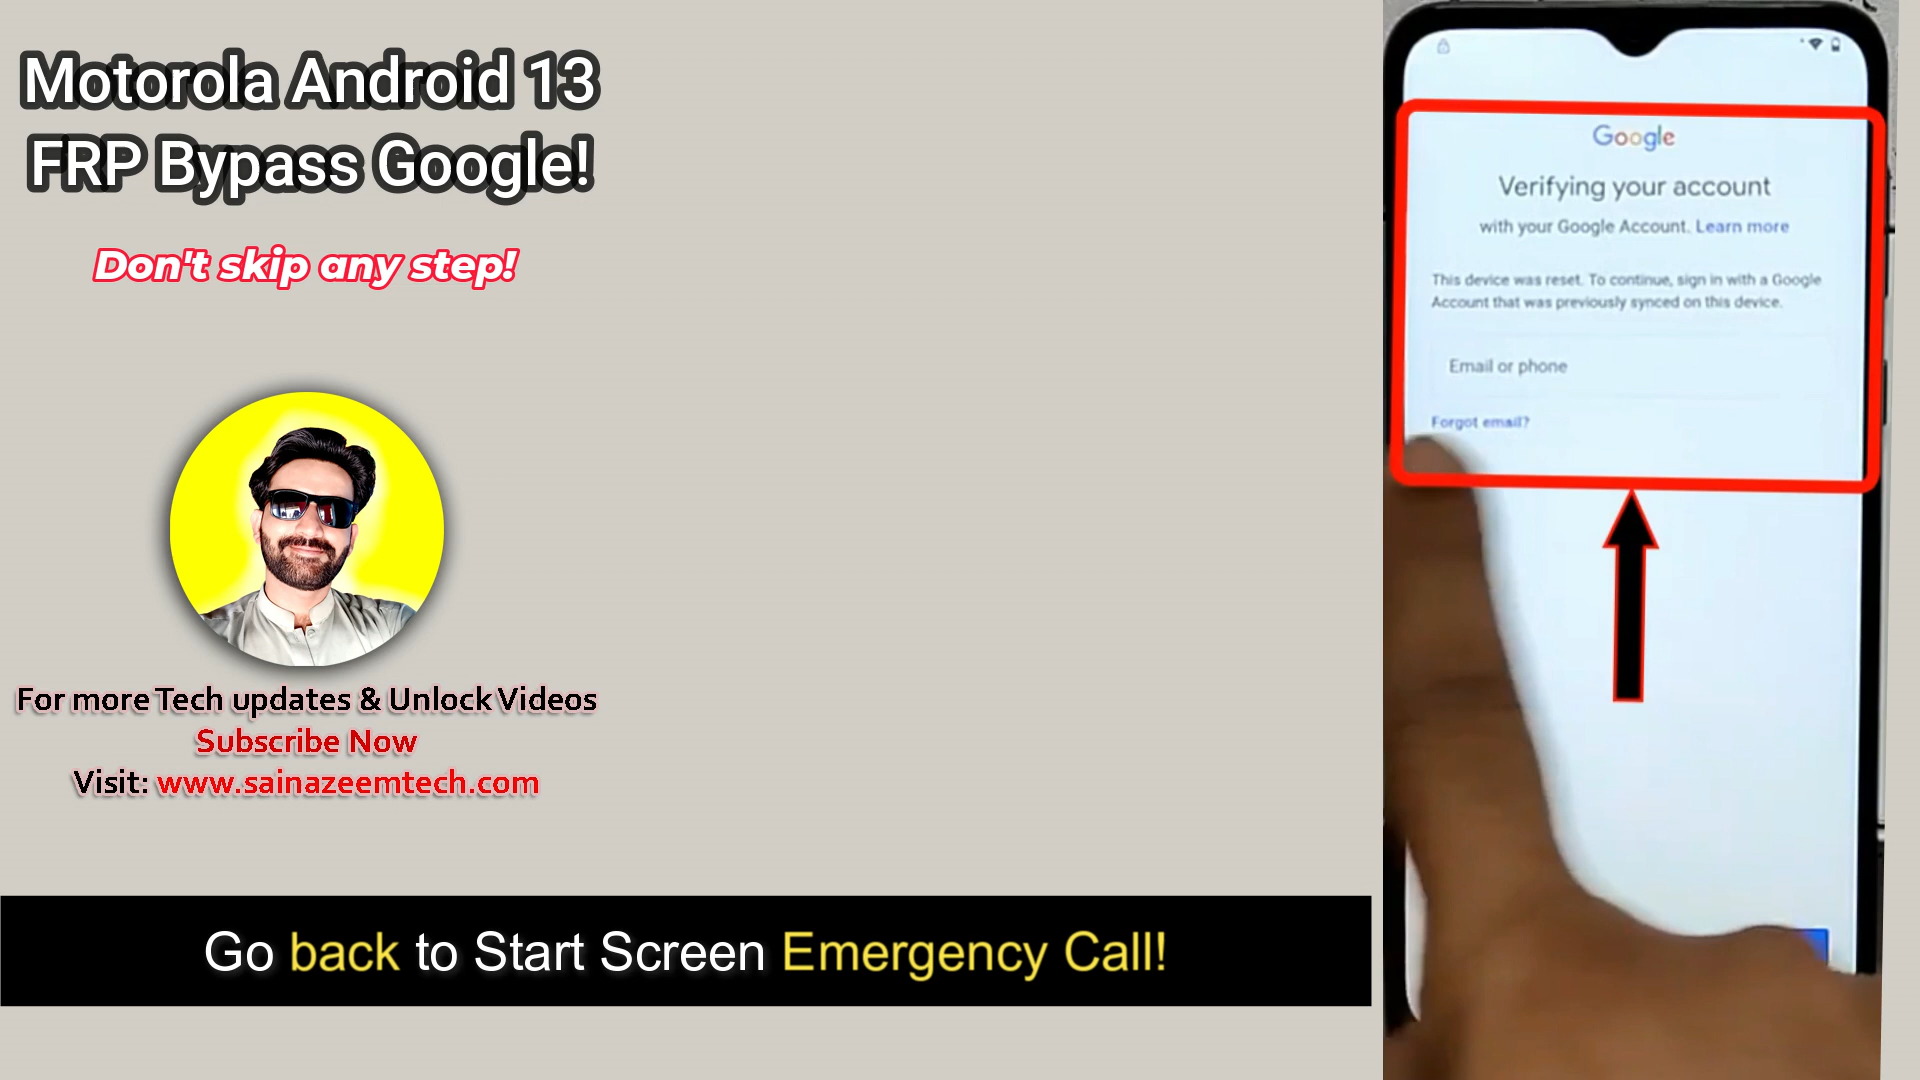 Motorola Android 13
FRP Bypass Google!
Don't skip any step!
For more Tech updates & Unlock Videos
Subscribe Now
Visit: www.sainazeemtech.com
Go back to Start Screen Emergency Call!
Google
Verifying your account
with your Google Account. Learn more
This device was reset. To continue, sign in with a Google
Account that was previously synced on this device.
Email or phone
Forgot email?